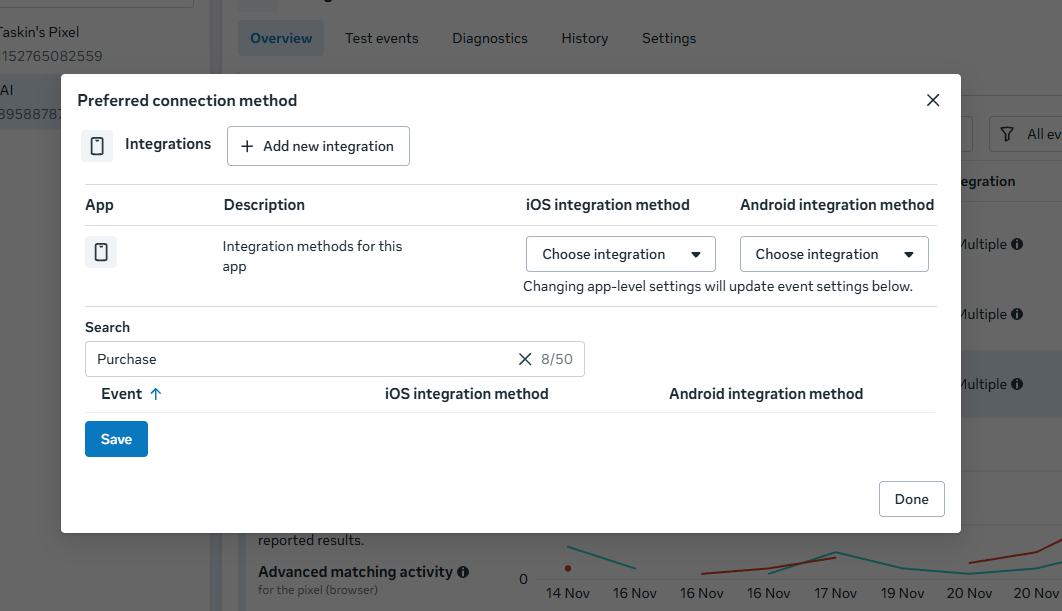 Taskin's Pixel
1152765082559
AI
Overview
Test events
Diagnostics
History
Settings
Preferred connection method
Integrations
+ Add new integration
App
Description
iOS integration method
Android integration method
Integration methods for this
app
Choose integration
Choose integration
Changing app-level settings will update event settings below.
Search
Purchase
8/50
Event
iOS integration method
Android integration method
Save
Done
All ev
egration
Multiple
Multiple
Multiple
reported results.
Advanced matching activity
for the pixel (browser)
0
14 Nov
16 Nov
16 Nov
16 Nov
17 Nov
19 Nov
20 Nov
20 Nov